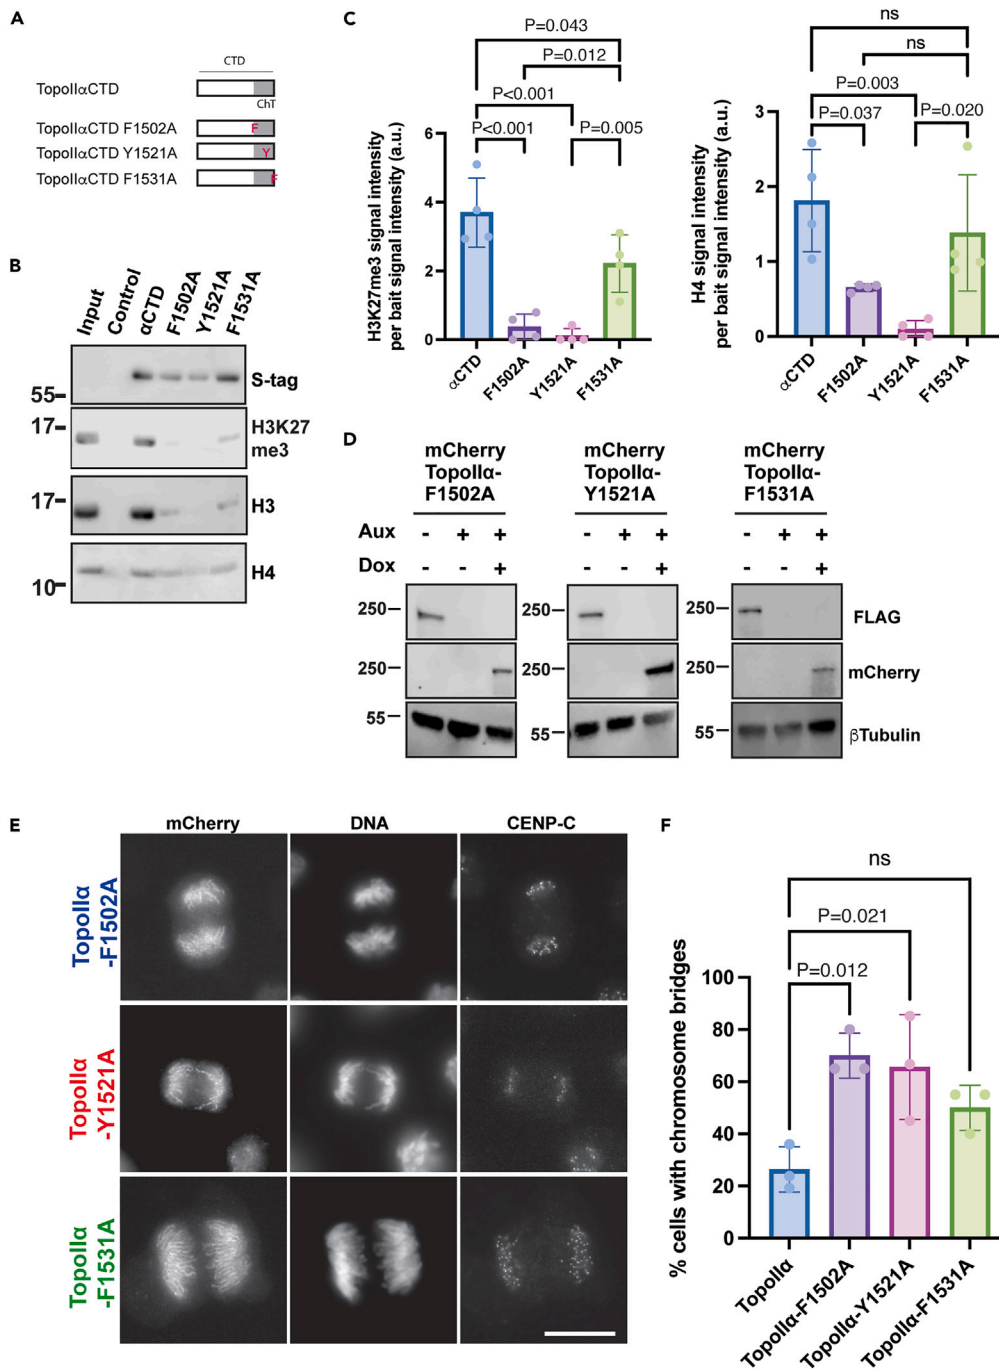 A
CTD
TopoIIαCTD
ChT
TopoIIαCTD F1502A
F
TopoIIαCTD Y1521A
Y
TopoIIαCTD F1531A
F
B
Input
Control
αCTD
F1502A
Y1521A
F1531A
55
S-tag
17
H3K27
me3
17
H3
10
H4
C
H3K27me3 signal intensity
per bait signal intensity (a.u.)
P=0.043
P=0.012
P<0.001
P<0.001
P=0.005
6
4
2
0
αCTD
F1502A
Y1521A
F1531A
H4 signal intensity
per bait signal intensity (a.u.)
ns
ns
P=0.003
P=0.037
P=0.020
3
2
1
0
αCTD
F1502A
Y1521A
F1531A
D
mCherry
TopoIIα-
F1502A
mCherry
TopoIIα-
Y1521A
mCherry
TopoIIα-
F1531A
Aux - + + - + + - + +
Dox - - + - - + - - +
250 250 250 FLAG
250 250 250 mCherry
55 55 55 βTubulin
E
mCherry DNA CENP-C
TopoIIα
-F1502A
TopoIIα
-Y1521A
TopoIIα
-F1531A
F
% cells with chromosome bridges
ns
P=0.021
P=0.012
100
80
60
40
20
0
TopoIIα
TopoIIα-F1502A
TopoIIα-Y1521A
TopoIIα-F1531A